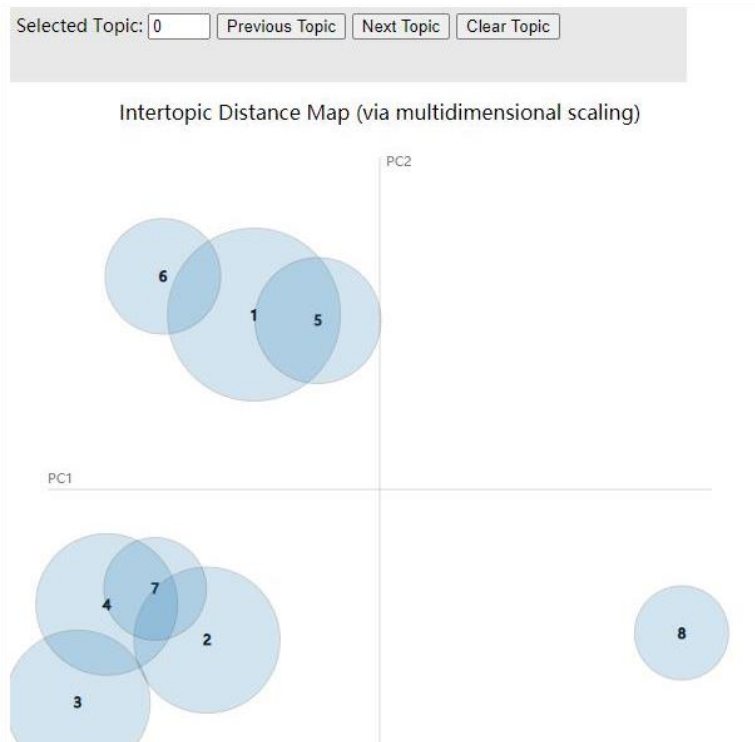 Selected Topic: 0 Previous Topic Next Topic Clear Topic
Intertopic Distance Map (via multidimensional scaling)
PC2
6
1
5
PC1
7
4
2
8
3